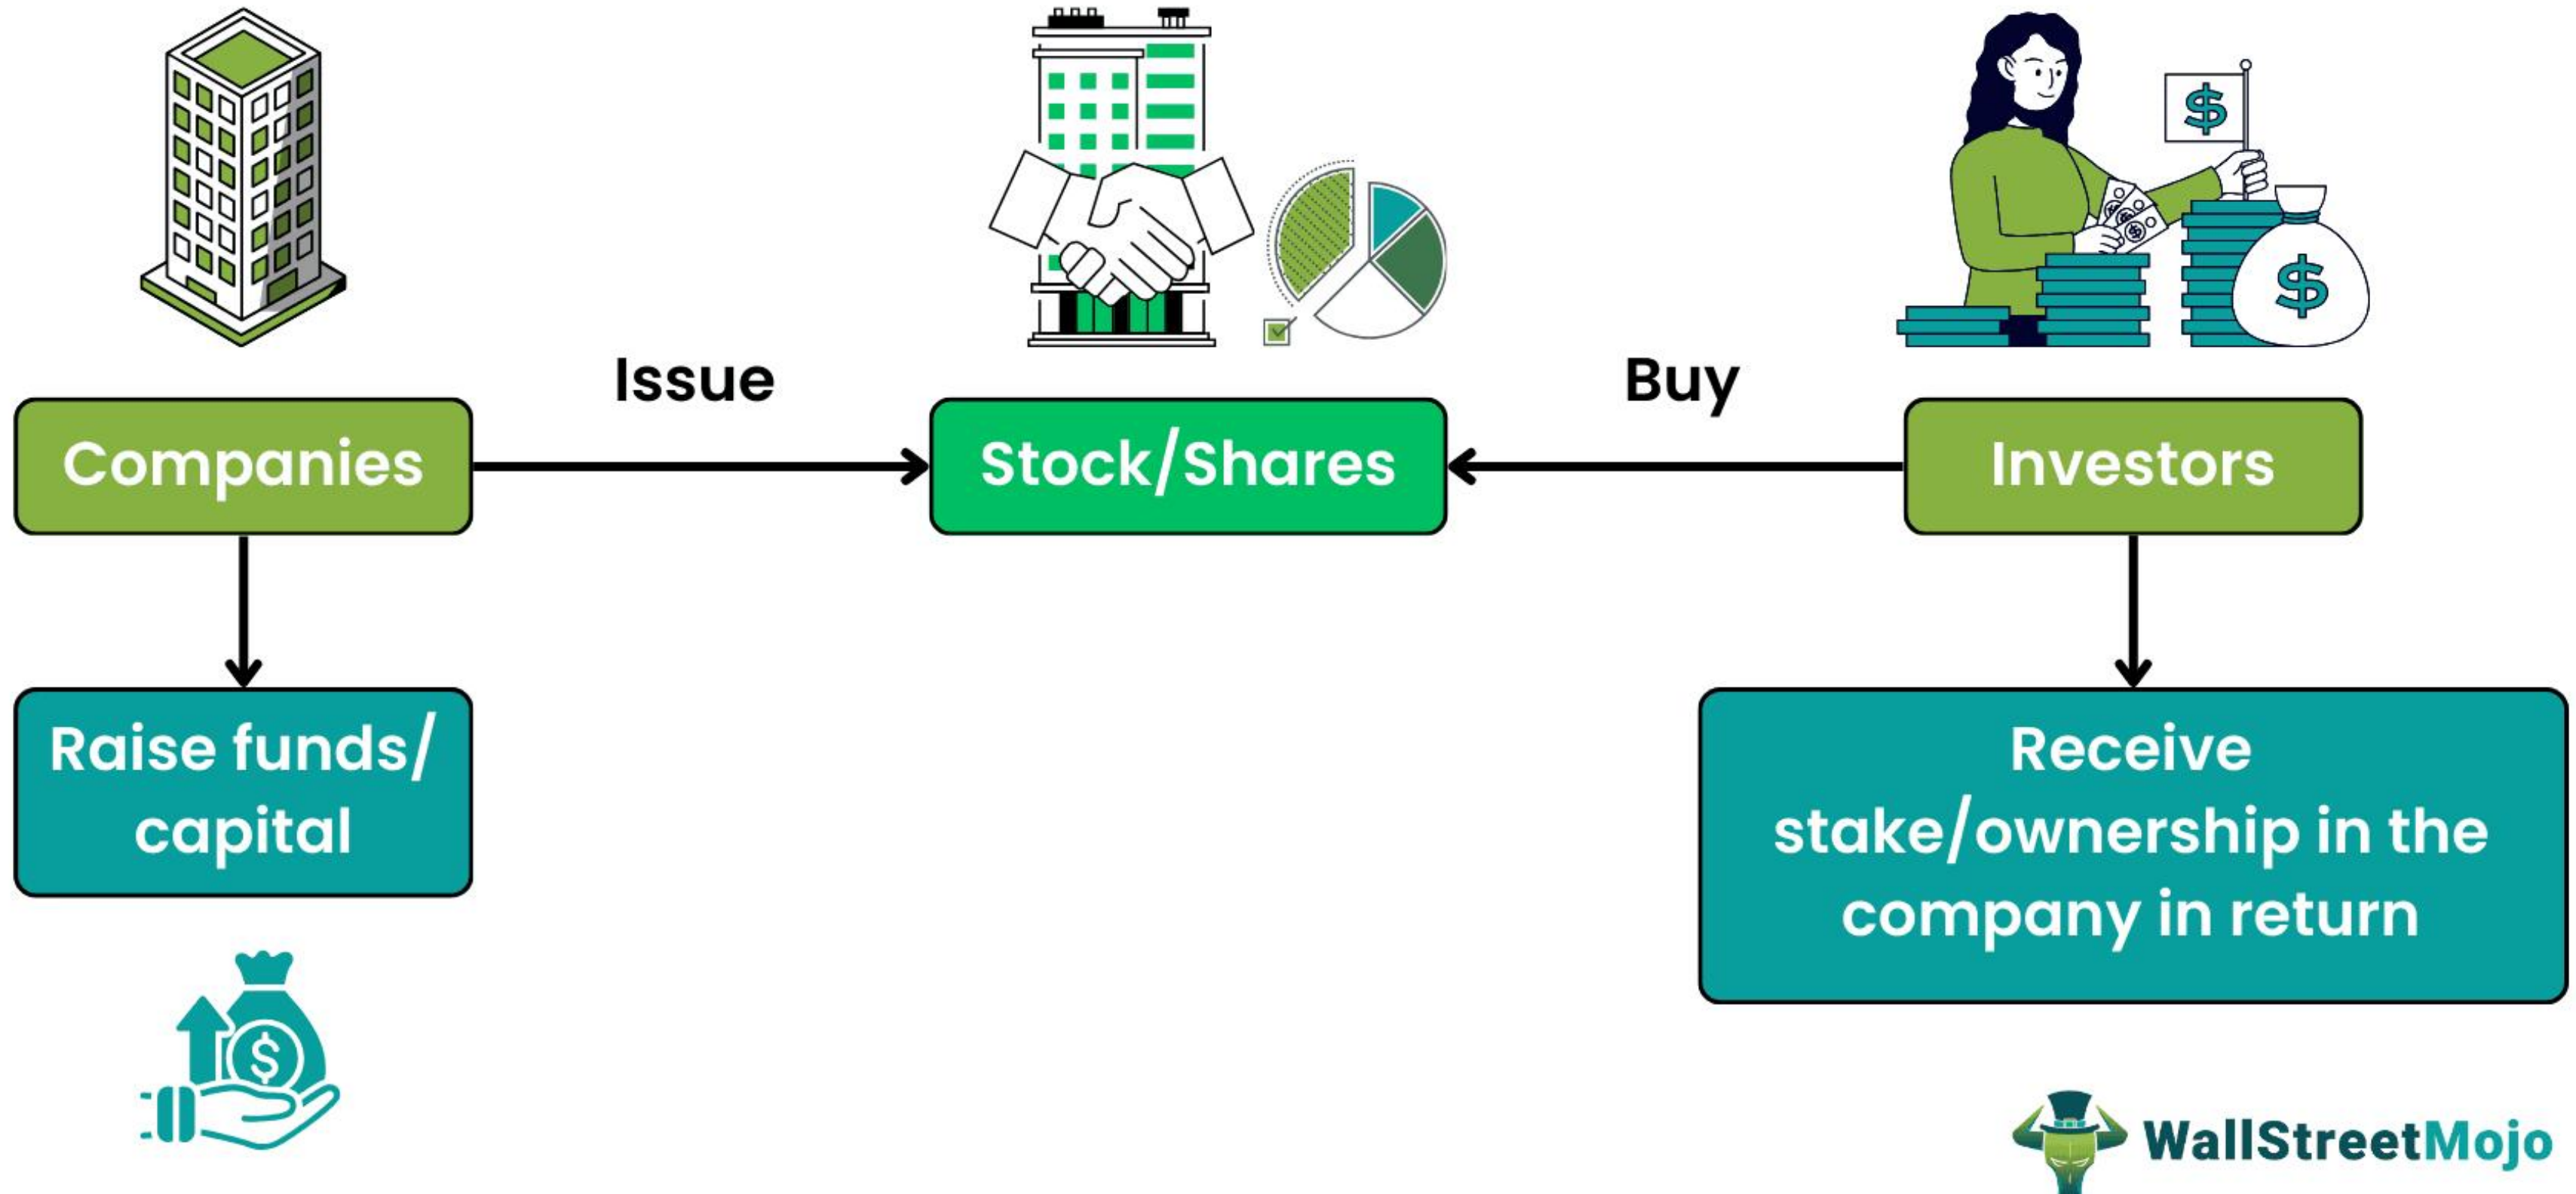 Issue
Buy
Companies
Stock/Shares
Investors
Raise funds/
capital
Receive
stake/ownership in the
company in return
$
$
$
WallStreetMojo